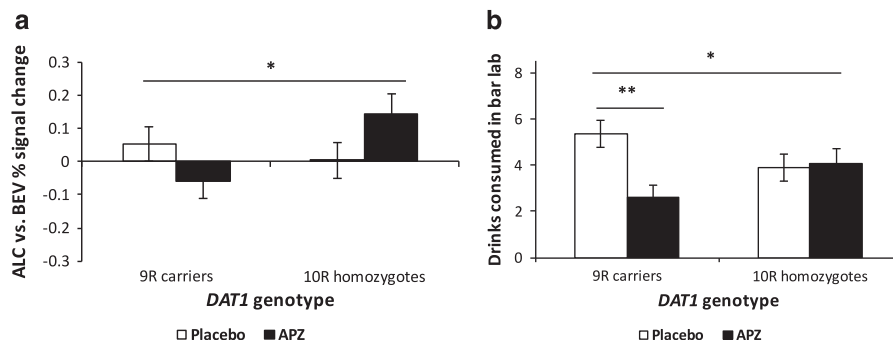 a
ALC vs. BEV % signal change
0.3
0.2
0.1
0
-0.1
-0.2
-0.3
*
9R carriers 10R homozygotes
DAT1 genotype
Placebo APZ
b
Drinks consumed in bar lab
8
6
4
2
0
*
**
9R carriers 10R homozygotes
DAT1 genotype
Placebo APZ